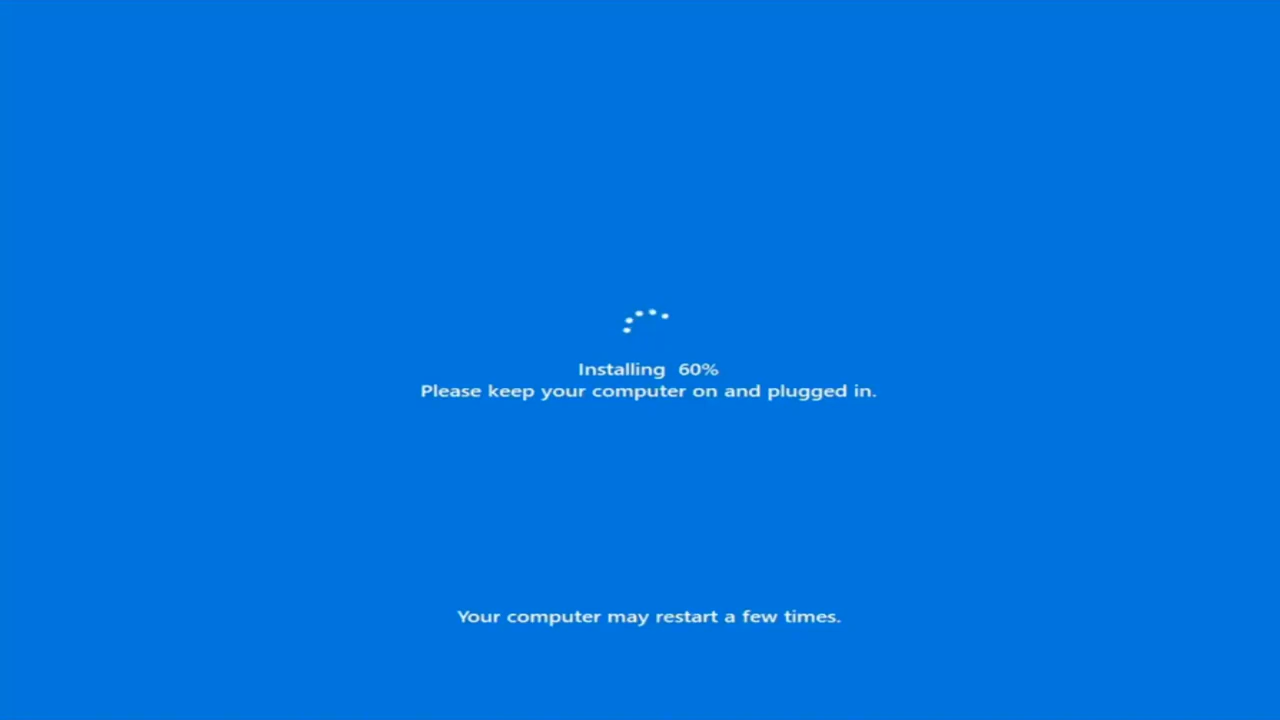 Installing  60%
Please keep your computer on and plugged in.
Your computer may restart a few times.